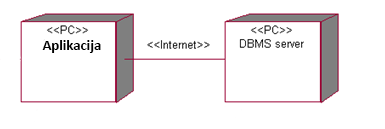 <<PC>>
Aplikacija
<<Internet>>
<<PC>>
DBMS server